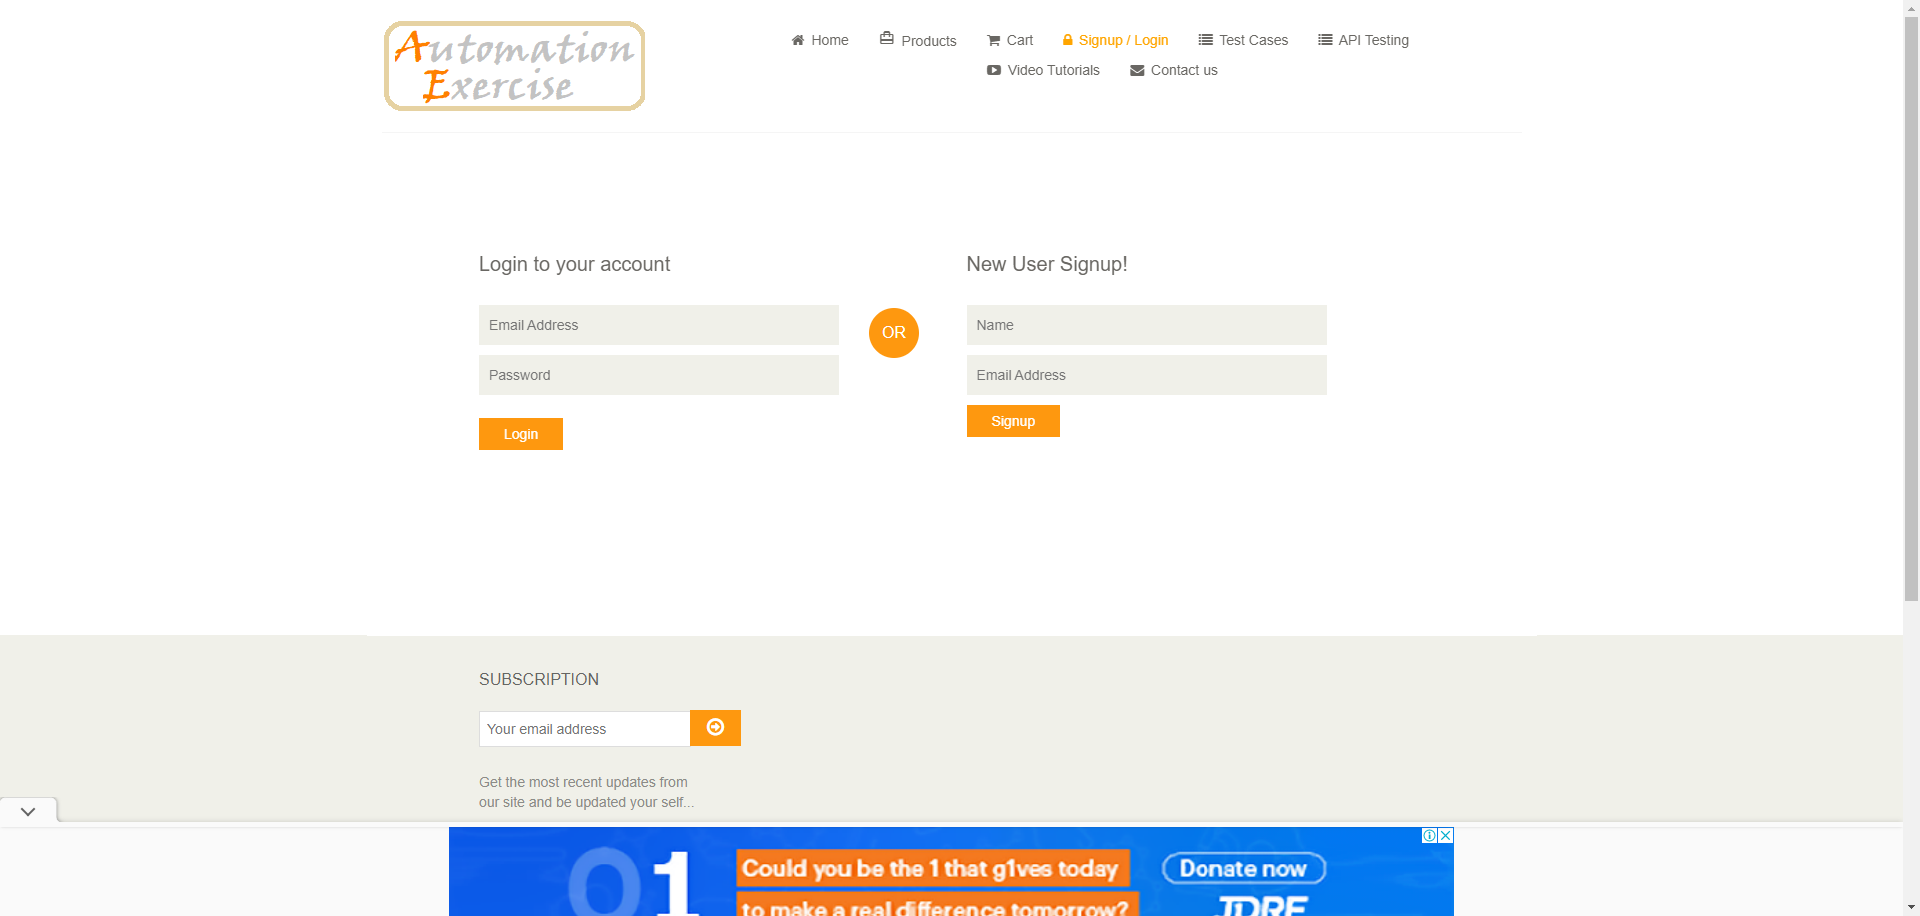 Automation
Exercise
Home
Products
Cart
Signup / Login
Test Cases
API Testing
Video Tutorials
Contact us
Login to your account
Email Address
Password
Login
OR
New User Signup!
Name
Email Address
Signup
SUBSCRIPTION
Your email address
Get the most recent updates from
our site and be updated your self...
01
Could you be the 1 that g1ves today
to make a real difference tomorrow?
Donate now
JDRF